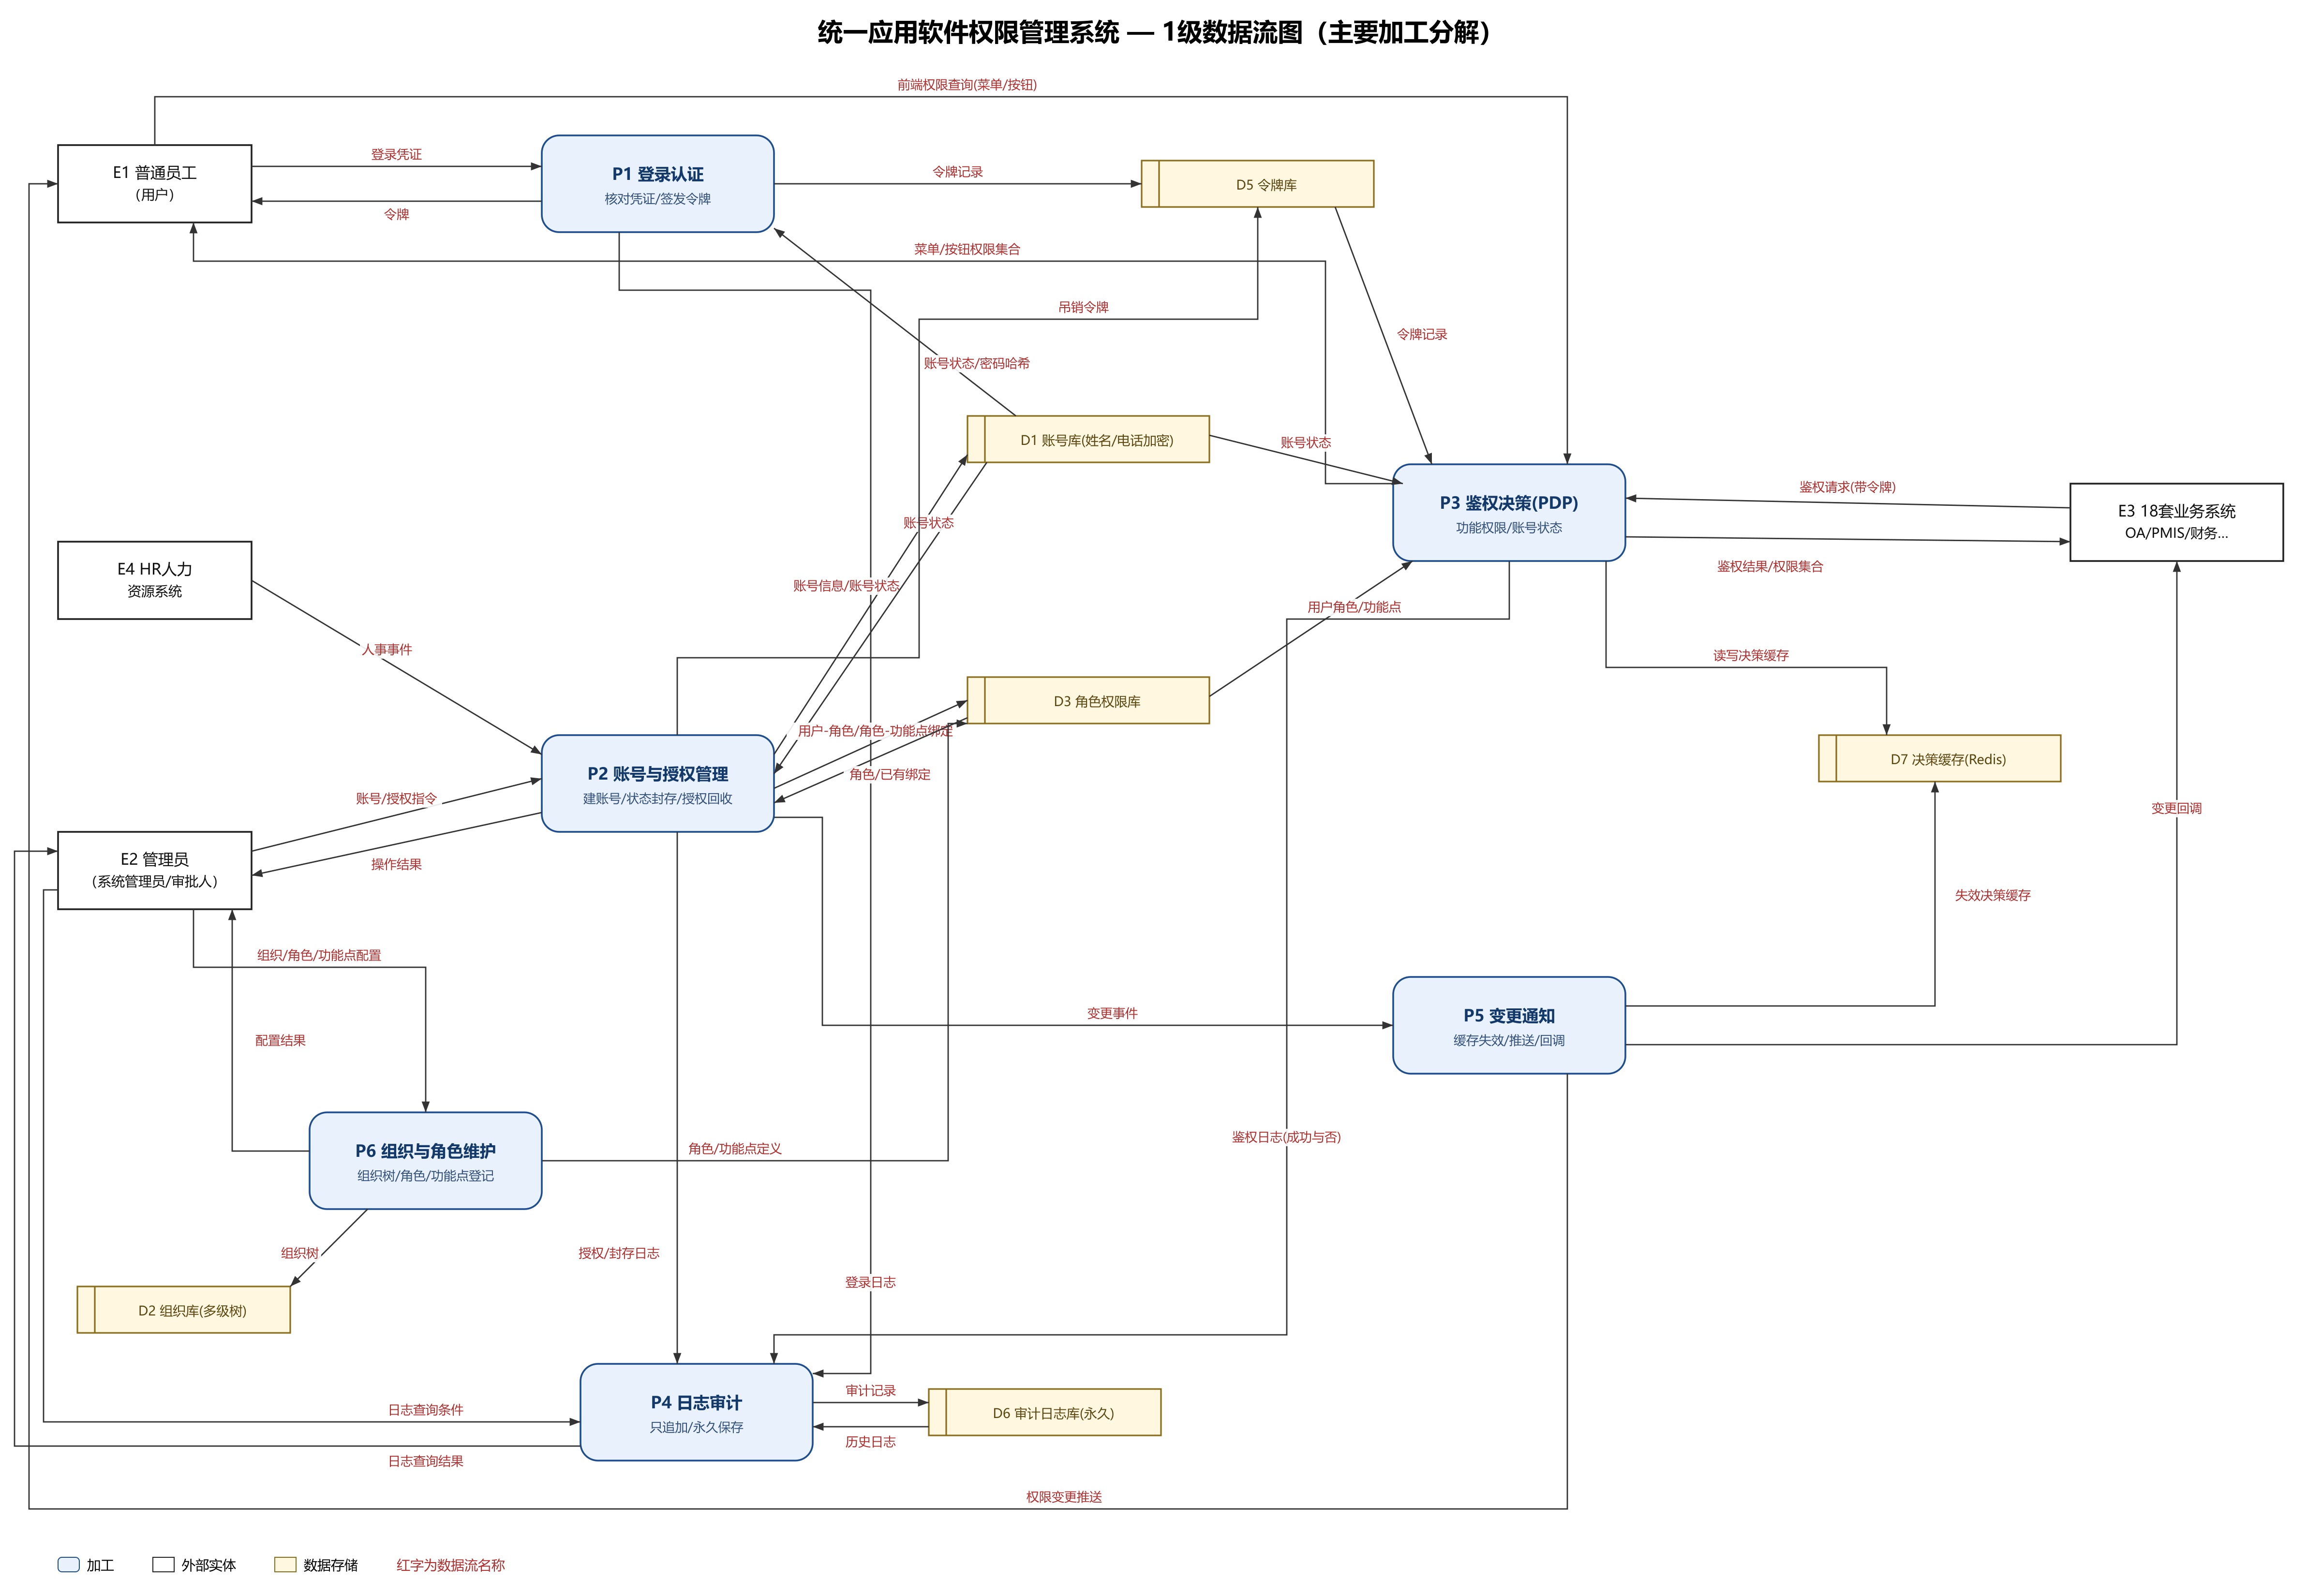 统一应用软件权限管理系统 — 1级数据流图（主要加工分解）
前端权限查询(菜单/按钮)
E1 普通员工
（用户）
登录凭证
令牌
P1 登录认证
核对凭证/签发令牌
令牌记录
D5 令牌库
菜单/按钮权限集合
吊销令牌
令牌记录
账号状态/密码哈希
D1 账号库(姓名/电话加密)
账号状态
P3 鉴权决策(PDP)
功能权限/账号状态
鉴权请求(带令牌)
鉴权结果/权限集合
E3 18套业务系统
OA/PMIS/财务...
账号状态
账号信息/账号状态
E4 HR人力
资源系统
人事事件
用户角色/功能点
读写决策缓存
D3 角色权限库
用户-角色/角色-功能点绑定
角色/已有绑定
P2 账号与授权管理
建账号/状态封存/授权回收
D7 决策缓存(Redis)
账号/授权指令
变更回调
E2 管理员
（系统管理员/审批人）
操作结果
失效决策缓存
组织/角色/功能点配置
配置结果
变更事件
P5 变更通知
缓存失效/推送/回调
P6 组织与角色维护
组织树/角色/功能点登记
角色/功能点定义
鉴权日志(成功与否)
组织树
授权/封存日志
登录日志
D2 组织库(多级树)
P4 日志审计
只追加/永久保存
审计记录
历史日志
D6 审计日志库(永久)
日志查询条件
日志查询结果
权限变更推送
加工
外部实体
数据存储
红字为数据流名称